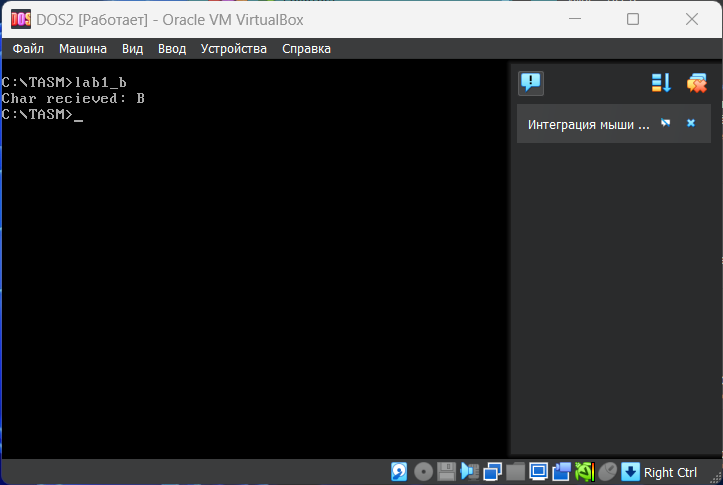 DOS2 [Работает] - Oracle VM VirtualBox
Файл Машина Вид Ввод Устройства Справка
C:\TASM>lab1_b
Char recieved: B
C:\TASM>_
Интеграция мыши ...
Right Ctrl